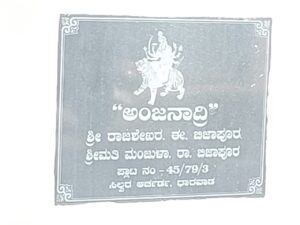 “ಅಂಜನಾದ್ರಿ”
ಶ್ರೀ ರಾಜಶೇಖರ. ಈ. ಬಿಜಾಪೂರ
ಶ್ರೀಮತಿ ಮಂಜುಳಾ. ರಾ. ಬಿಜಾಪೂರ
ಪ್ಲಾಟ ನಂ - 45/79/3
ಸಿಲ್ವರ ಆರ್ಚರ್ಡ, ಧಾರವಾಡ